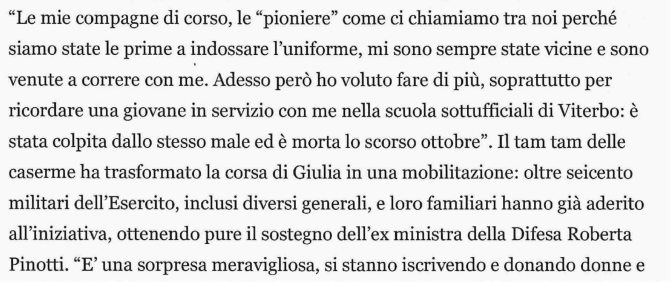 “Le mie compagne di corso, le “pioniere” come ci chiamiamo tra noi perché
siamo state le prime a indossare l’uniforme, mi sono sempre state vicine e sono
venute a correre con me. Adesso però ho voluto fare di più, soprattutto per
ricordare una giovane in servizio con me nella scuola sottufficiali di Viterbo: è
stata colpita dallo stesso male ed è morta lo scorso ottobre”. Il tam tam delle
caserme ha trasformato la corsa di Giulia in una mobilitazione: oltre seicento
militari dell’Esercito, inclusi diversi generali, e loro familiari hanno già aderito
all’iniziativa, ottenendo pure il sostegno dell’ex ministra della Difesa Roberta
Pinotti. “E’ una sorpresa meravigliosa, si stanno iscrivendo e donando donne e